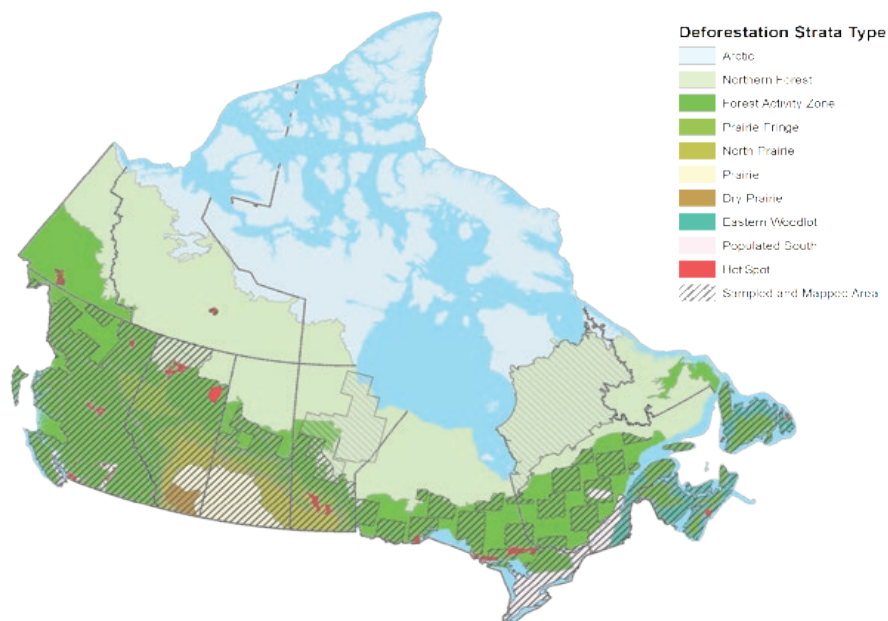 Deforestation Strata Type
Arctic
Northern Forest
Forest Activity Zone
Prairie Fringe
North Prairie
Prairie
Dry Prairie
Eastern Woodlot
Populated South
Hot Spot
Sampled and Mapped Area